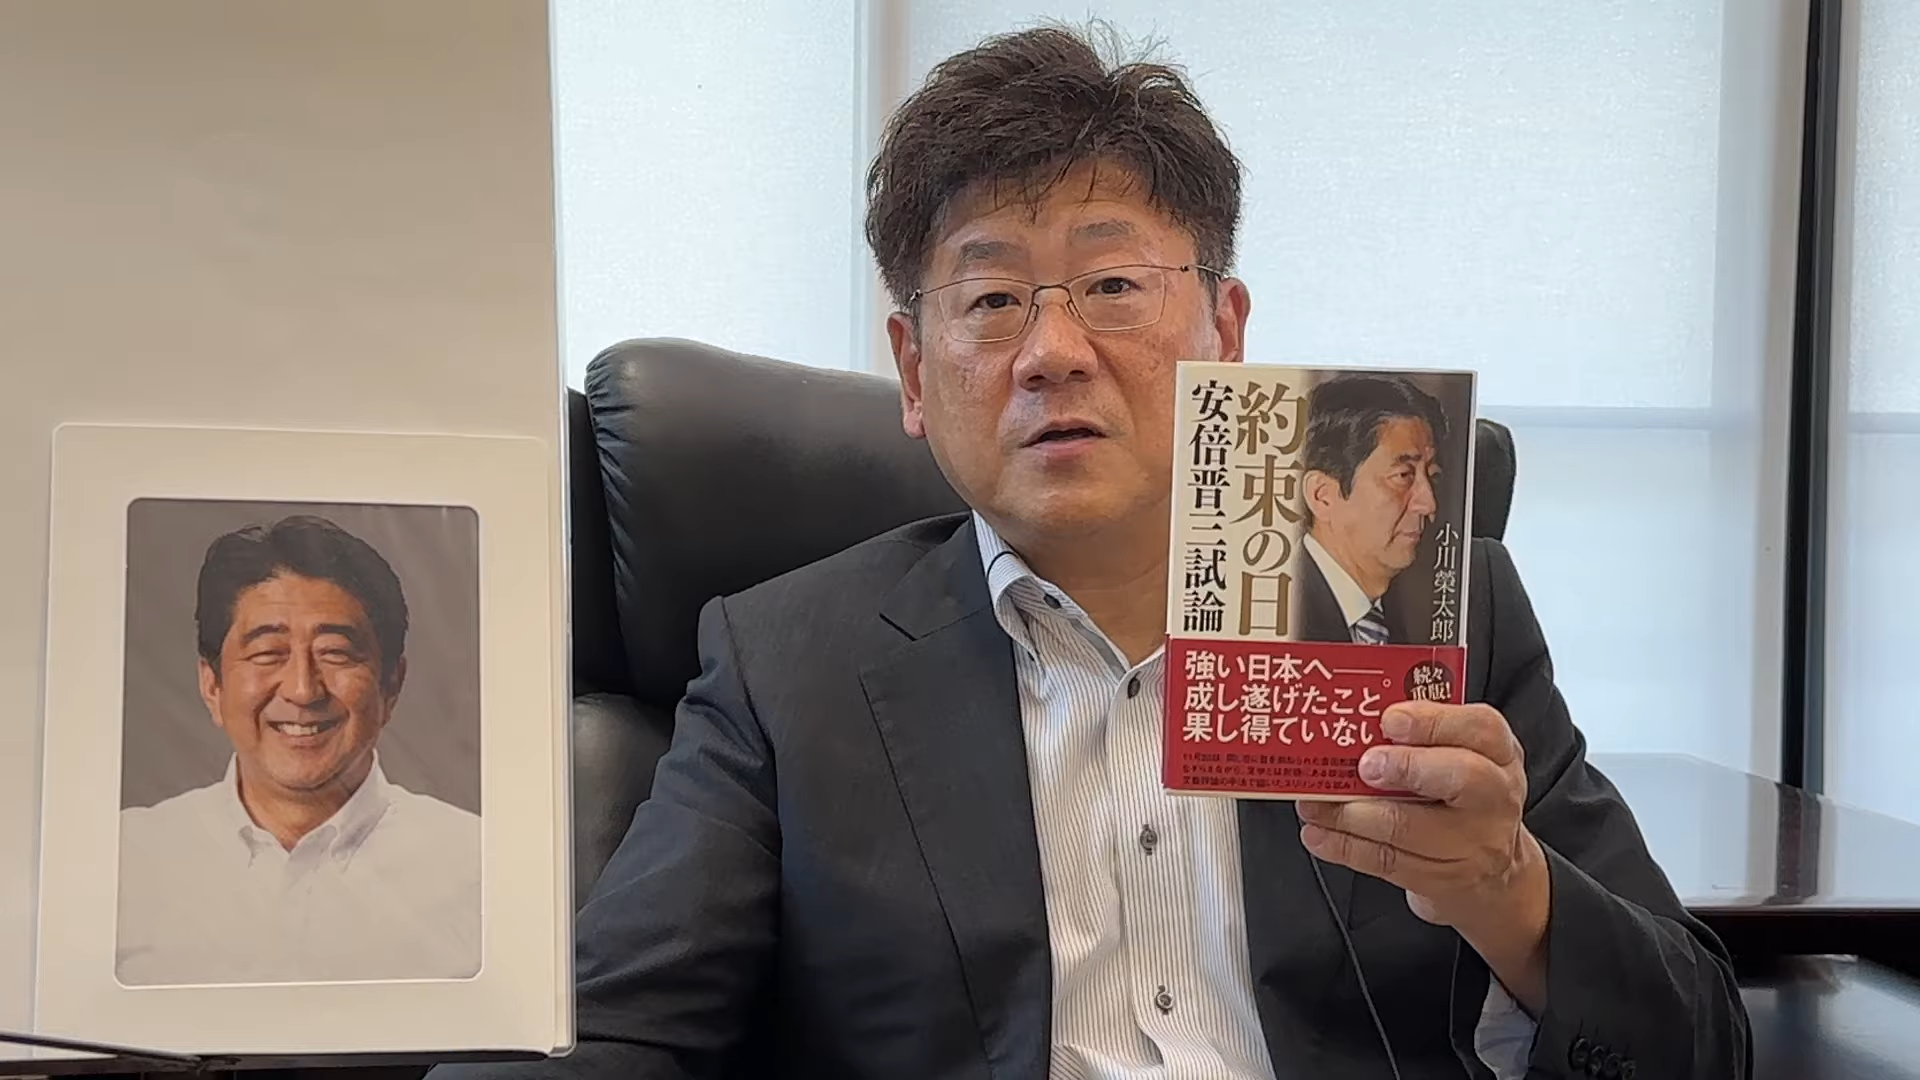 約束の日
安倍晋三試論
小川榮太郎
強い日本へ――。
成し遂げたこと、
果し得ていない
続々
重版!